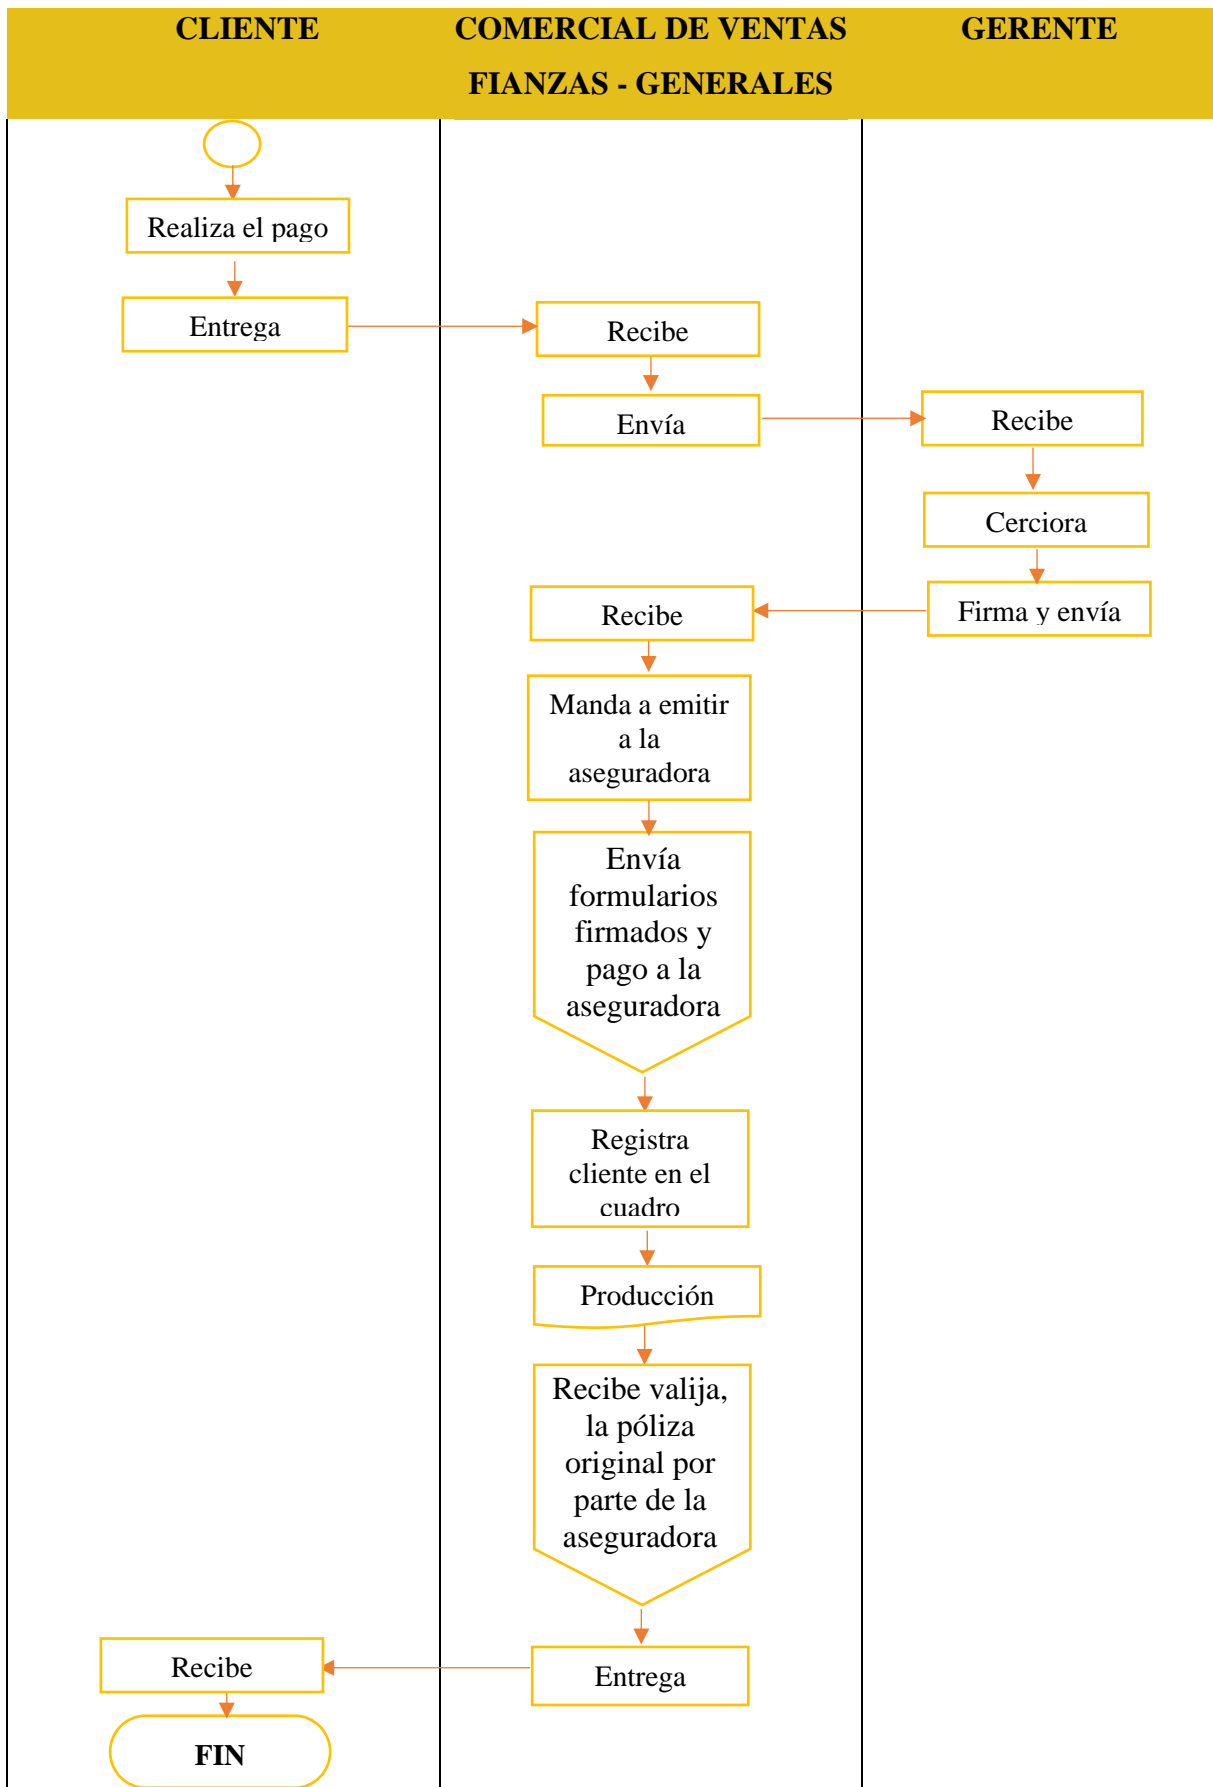 CLIENTE
COMERCIAL DE VENTAS
FIANZAS - GENERALES
GERENTE
Realiza el pago
Entrega
Recibe
Envía
Recibe
Cerciora
Firma y envía
Recibe
Manda a emitir
a la
aseguradora
Envía
formularios
firmados y
pago a la
aseguradora
Registra
cliente en el
cuadro
Producción
Recibe valija,
la póliza
original por
parte de la
aseguradora
Entrega
Recibe
FIN